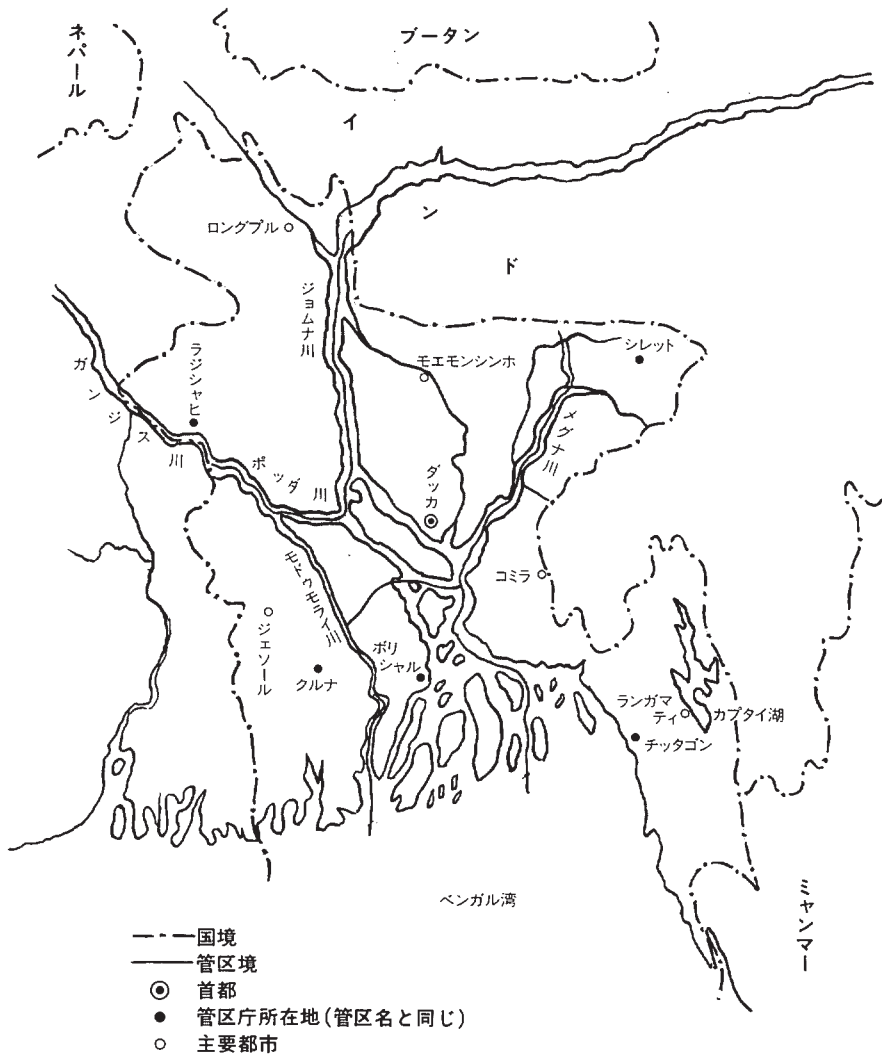 ネパール
ブータン
インド
ロングプル
ジョムナ川
ラジシャヒ
ガンジス川
ポッダ川
モエモンシンホ
シレット
メグナ川
ダッカ
コミラ
モドゥモライ川
ジェソール
クルナ
ボリ
シャル
ランガマ
ティ
カプタイ湖
チッタゴン
ベンガル湾
ミャンマー
国境
管区境
首都
管区庁所在地(管区名と同じ)
主要都市